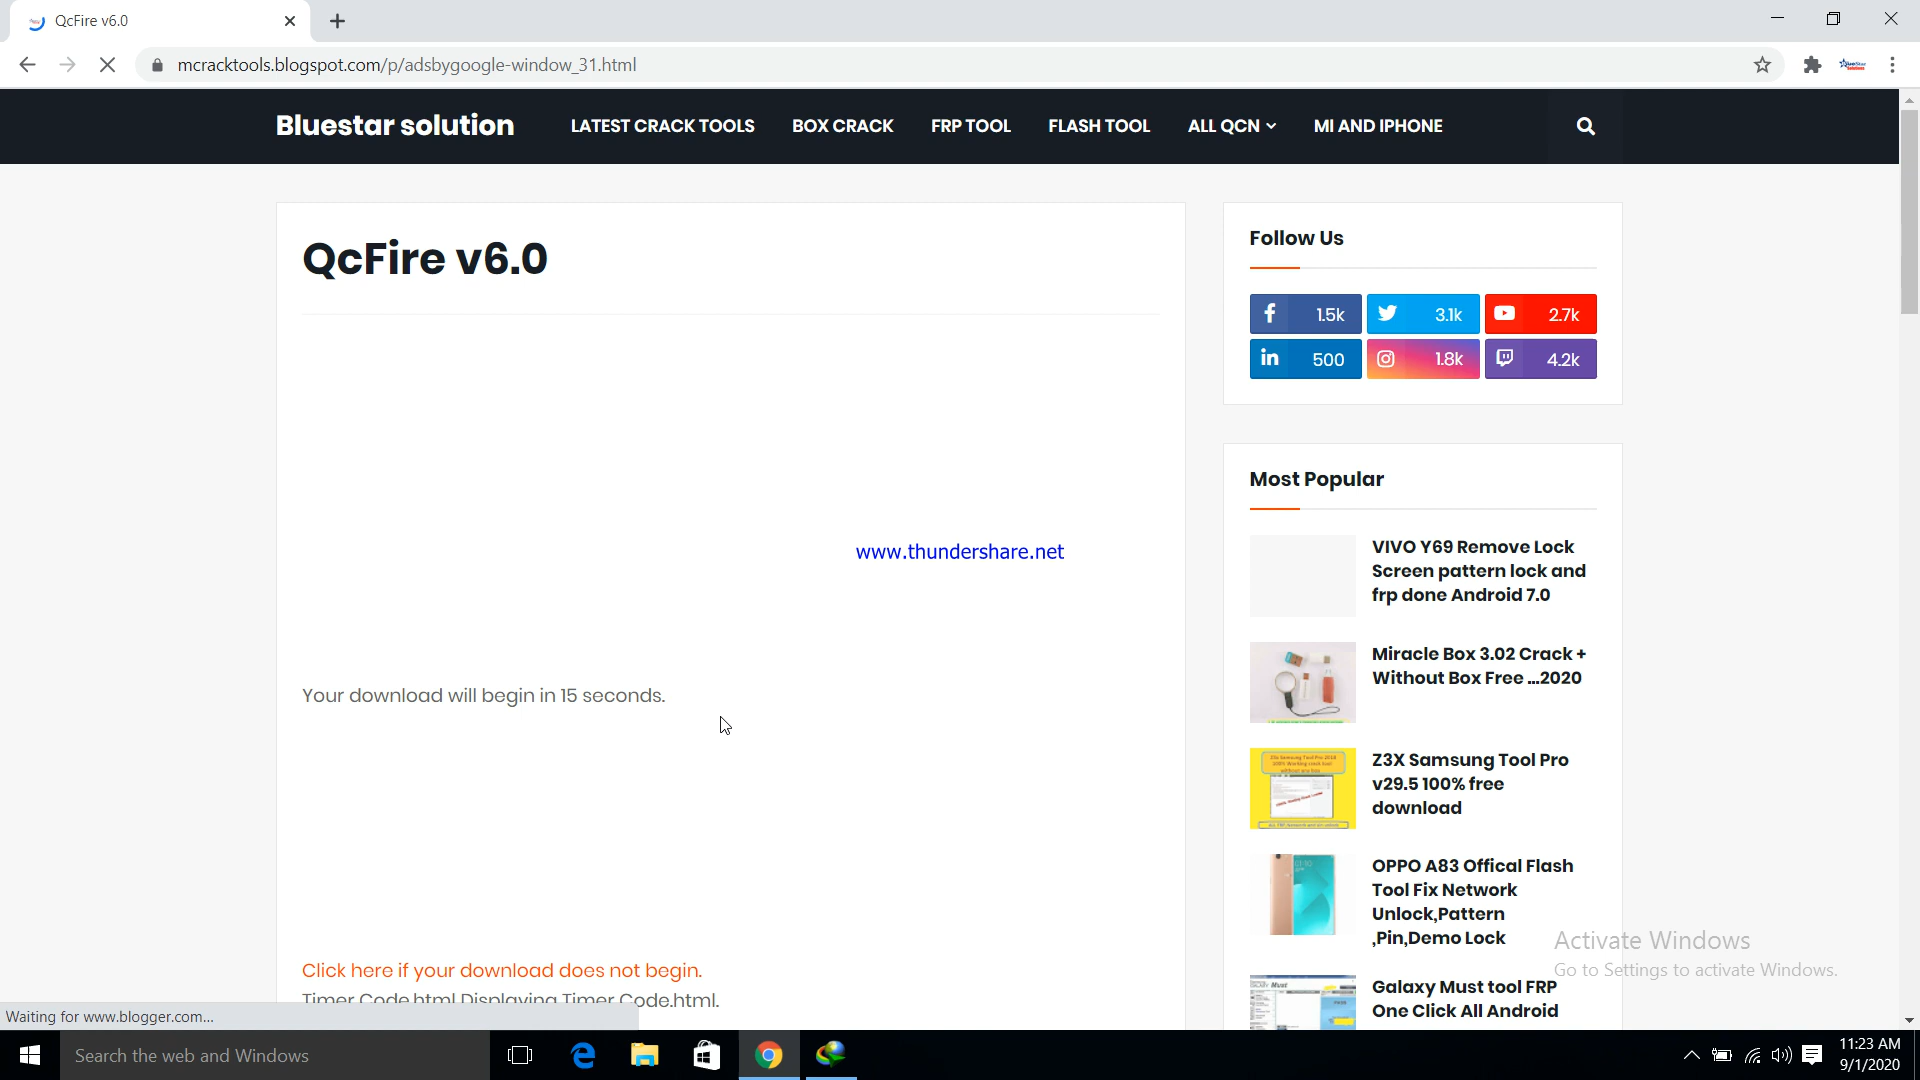 QcFire v6.0
mcracktools.blogspot.com/p/adsbygoogle-window_31.html
Bluestar solution
LATEST CRACK TOOLS
BOX CRACK
FRP TOOL
FLASH TOOL
ALL QCN
MI AND IPHONE
QcFire v6.0
www.thundershare.net
Your download will begin in 15 seconds.
Click here if your download does not begin.
Timer Code.html Displaying Timer Code.html.
Follow Us
1.5k
3.1k
2.7k
500
1.8k
4.2k
Most Popular
VIVO Y69 Remove Lock
Screen pattern lock and
frp done Android 7.0
Miracle Box 3.02 Crack +
Without Box Free ...2020
Z3X Samsung Tool Pro
v29.5 100% free
download
OPPO A83 Offical Flash
Tool Fix Network
Unlock,Pattern
,Pin,Demo Lock
Galaxy Must tool FRP
One Click All Android
Activate Windows
Go to Settings to activate Windows.
Waiting for www.blogger.com...
Search the web and Windows
11:23 AM
9/1/2020